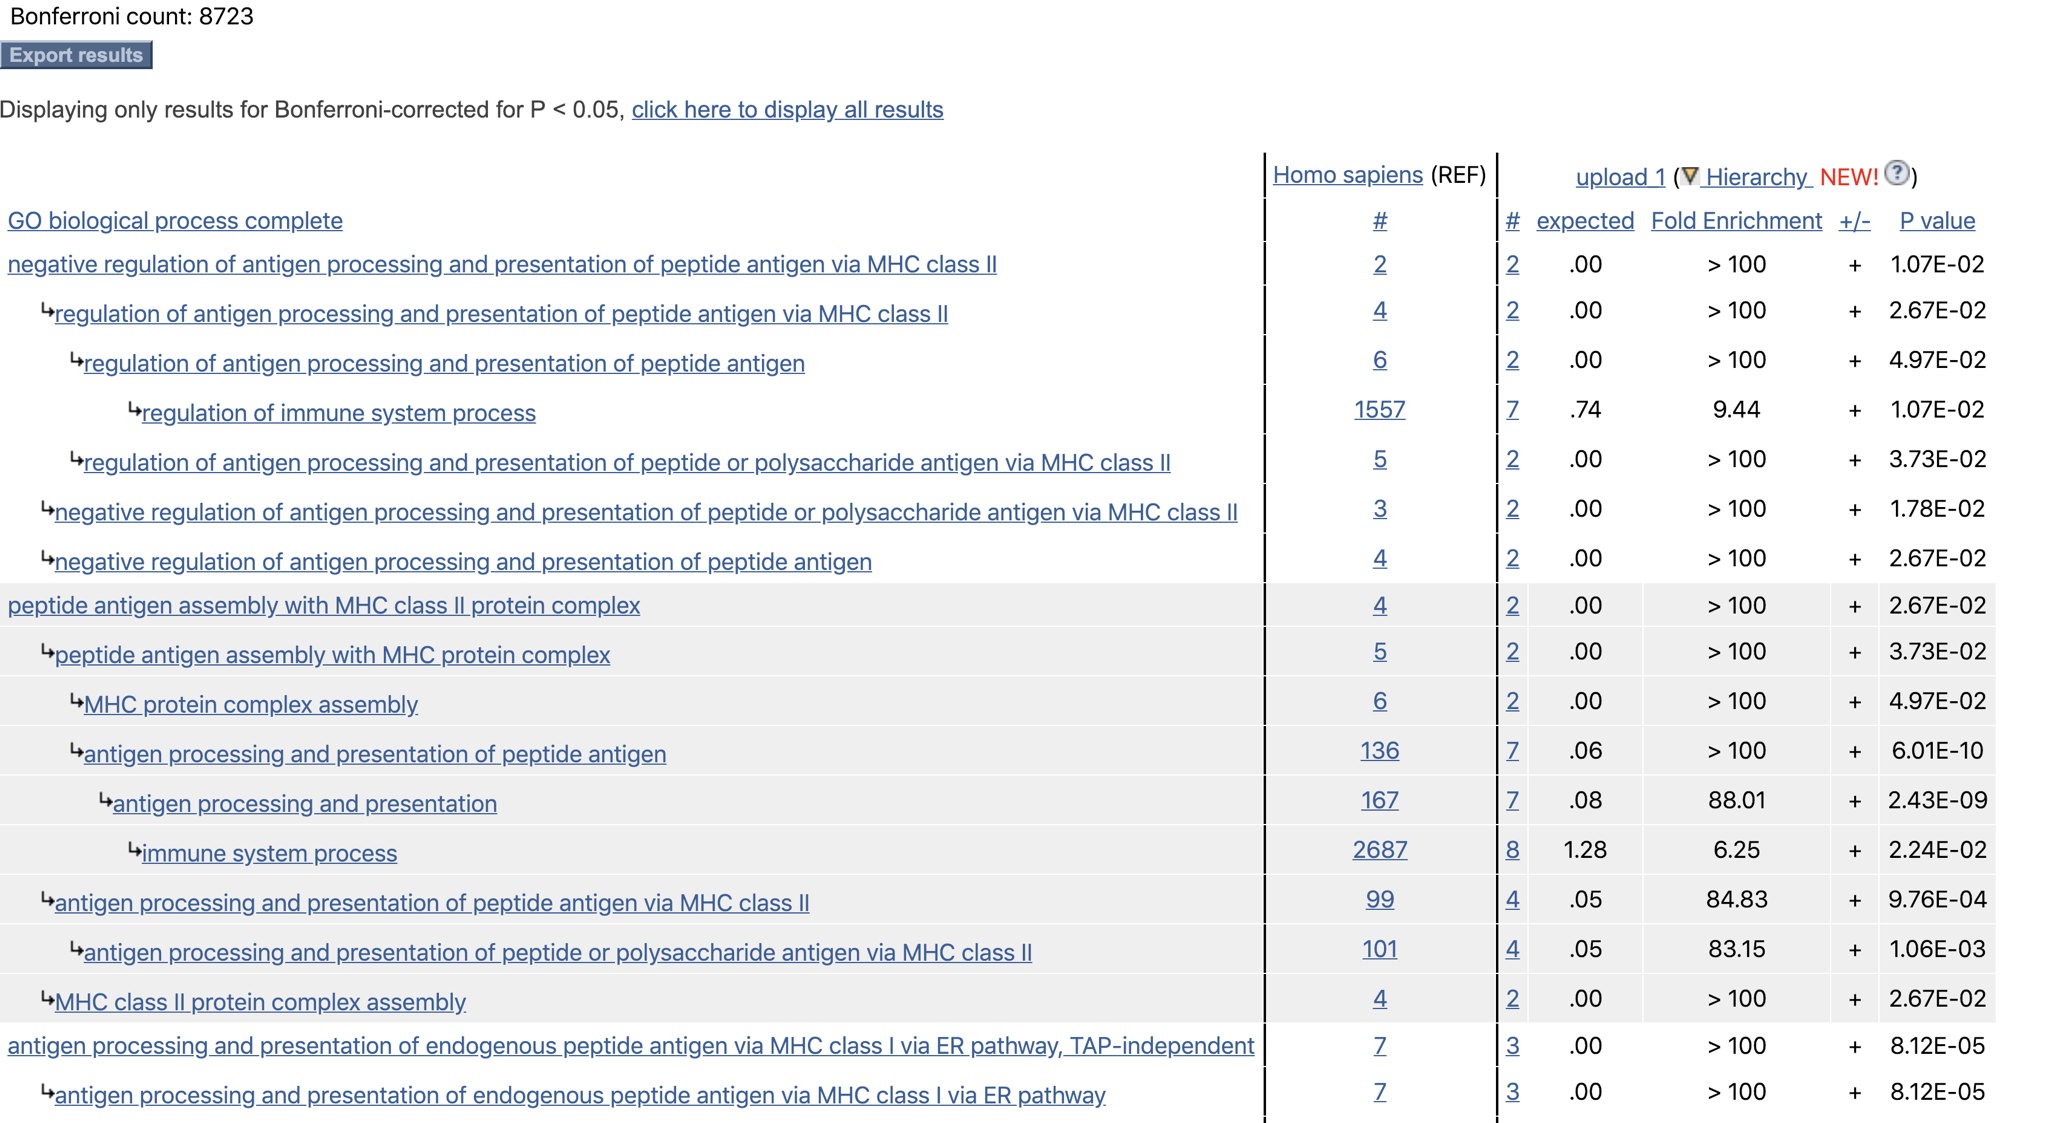 Bonferroni count: 8723
Export results
Displaying only results for Bonferroni-corrected for P < 0.05, click here to display all results
Homo sapiens (REF) upload 1 (Hierarchy NEW! ?)
GO biological process complete # # expected Fold Enrichment +/- P value
negative regulation of antigen processing and presentation of peptide antigen via MHC class II 2 2 .00 > 100 + 1.07E-02
regulation of antigen processing and presentation of peptide antigen via MHC class II 4 2 .00 > 100 + 2.67E-02
regulation of antigen processing and presentation of peptide antigen 6 2 .00 > 100 + 4.97E-02
regulation of immune system process 1557 7 .74 9.44 + 1.07E-02
regulation of antigen processing and presentation of peptide or polysaccharide antigen via MHC class II 5 2 .00 > 100 + 3.73E-02
negative regulation of antigen processing and presentation of peptide or polysaccharide antigen via MHC class II 3 2 .00 > 100 + 1.78E-02
negative regulation of antigen processing and presentation of peptide antigen 4 2 .00 > 100 + 2.67E-02
peptide antigen assembly with MHC class II protein complex 4 2 .00 > 100 + 2.67E-02
peptide antigen assembly with MHC protein complex 5 2 .00 > 100 + 3.73E-02
MHC protein complex assembly 6 2 .00 > 100 + 4.97E-02
antigen processing and presentation of peptide antigen 136 7 .06 > 100 + 6.01E-10
antigen processing and presentation 167 7 .08 88.01 + 2.43E-09
immune system process 2687 8 1.28 6.25 + 2.24E-02
antigen processing and presentation of peptide antigen via MHC class II 99 4 .05 84.83 + 9.76E-04
antigen processing and presentation of peptide or polysaccharide antigen via MHC class II 101 4 .05 83.15 + 1.06E-03
MHC class II protein complex assembly 4 2 .00 > 100 + 2.67E-02
antigen processing and presentation of endogenous peptide antigen via MHC class I via ER pathway, TAP-independent 7 3 .00 > 100 + 8.12E-05
antigen processing and presentation of endogenous peptide antigen via MHC class I via ER pathway 7 3 .00 > 100 + 8.12E-05